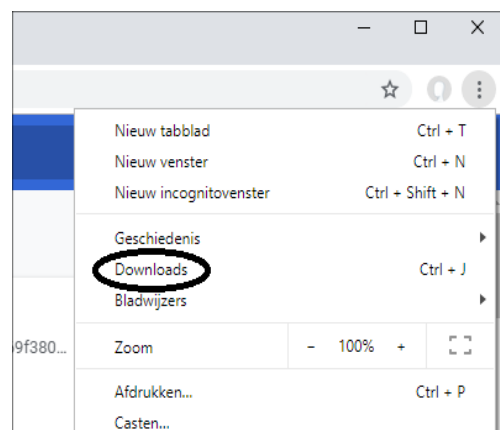 Nieuw tabblad Ctrl + T
Nieuw venster Ctrl + N
Nieuw incognitovenster Ctrl + Shift + N
Geschiedenis
Downloads Ctrl + J
Bladwijzers
9f380...
Zoom - 100% +
Afdrukken... Ctrl + P
Casten...